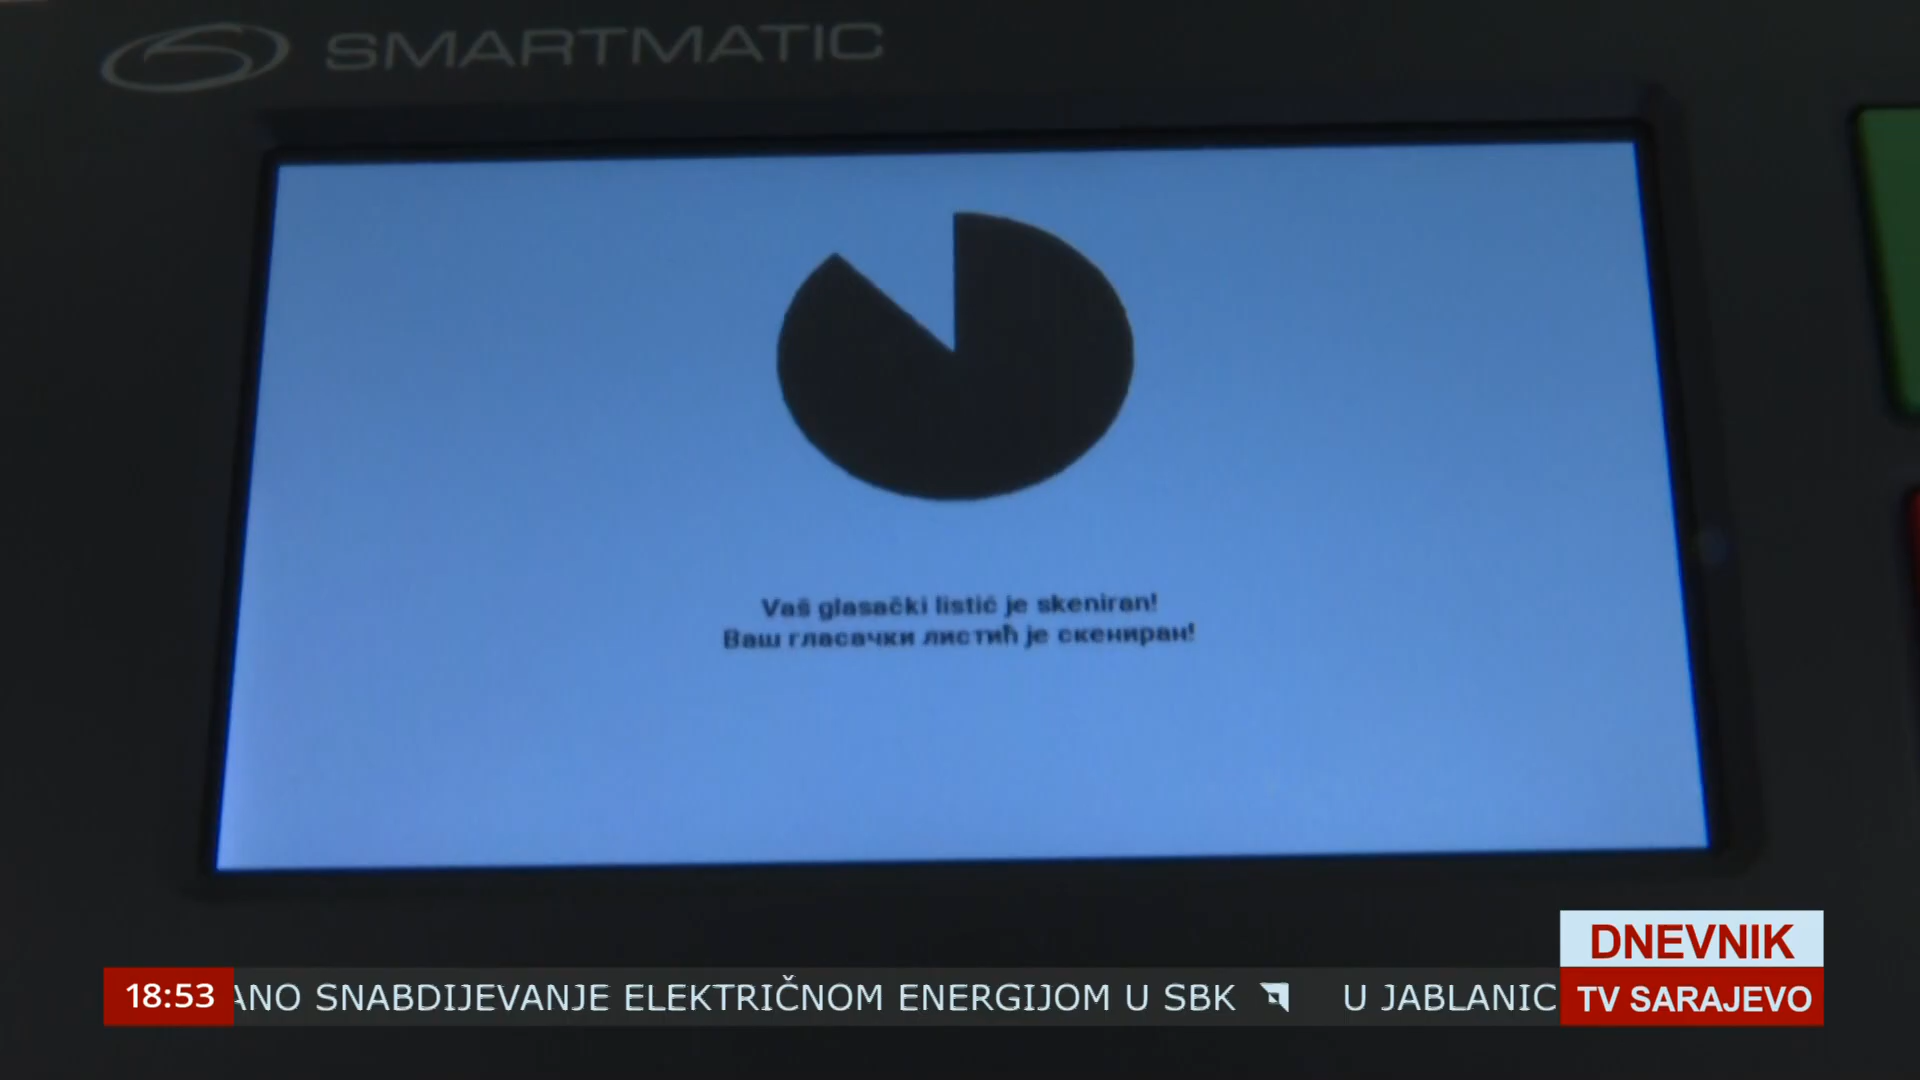 SMARTMATIC
Vaš glasački listić je skeniran!
Ваш гласачки листић је скениран!
DNEVNIK
18:53 ANO SNABDIJEVANJE ELEKTRIČNOM ENERGIJOM U SBK U JABLANIC
TV SARAJEVO